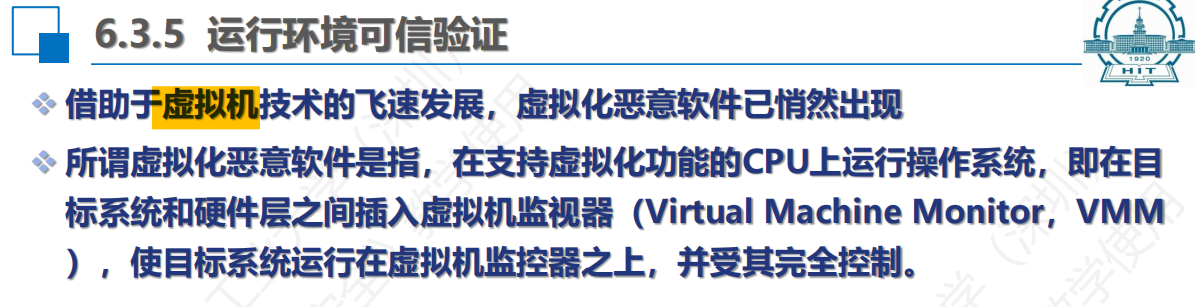 6.3.5 运行环境可信验证
1920
HIT
借助于虚拟机技术的飞速发展，虚拟化恶意软件已悄然出现
所谓虚拟化恶意软件是指，在支持虚拟化功能的CPU上运行操作系统，即在目
标系统和硬件层之间插入虚拟机监视器（Virtual Machine Monitor，VMM
），使目标系统运行在虚拟机监控器之上，并受其完全控制。